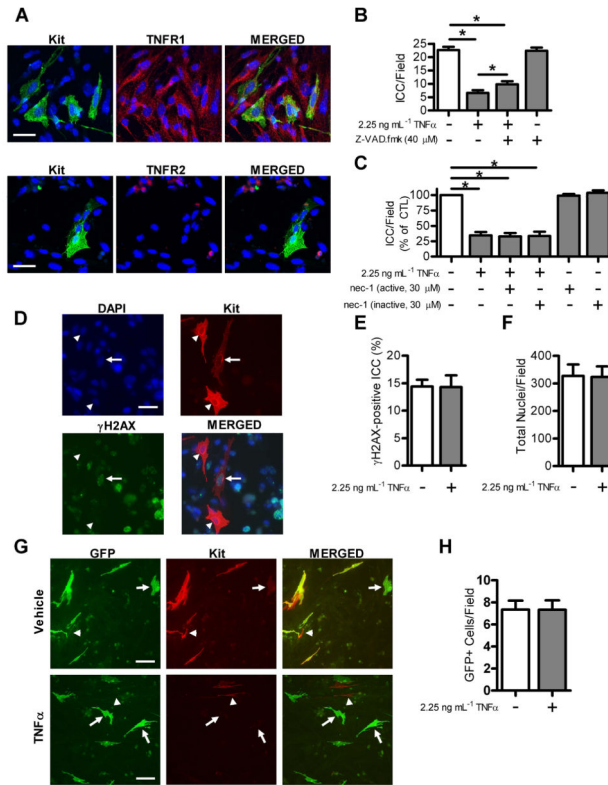 A
Kit TNFR1 MERGED
Kit TNFR2 MERGED
B
ICC/Field
25
20
15
10
5
0
* * *
2.25 ng mL⁻¹ TNFα - + + -
Z-VAD.fmk (40 μM) - - + +
C
ICC/Field
(% of CTL)
100
75
50
25
0
* * *
2.25 ng mL⁻¹ TNFα - + + + - -
nec-1 (active, 30 μM) - - + - + -
nec-1 (inactive, 30 μM) - - - + - +
D
DAPI Kit
γH2AX MERGED
E
γH2AX-positive ICC (%)
20
15
10
5
0
2.25 ng mL⁻¹ TNFα - +
F
Total Nuclei/Field
400
300
200
100
0
2.25 ng mL⁻¹ TNFα - +
G
GFP Kit MERGED
Vehicle
TNFα
H
GFP+ Cells/Field
10
8
6
4
2
0
2.25 ng mL⁻¹ TNFα - +